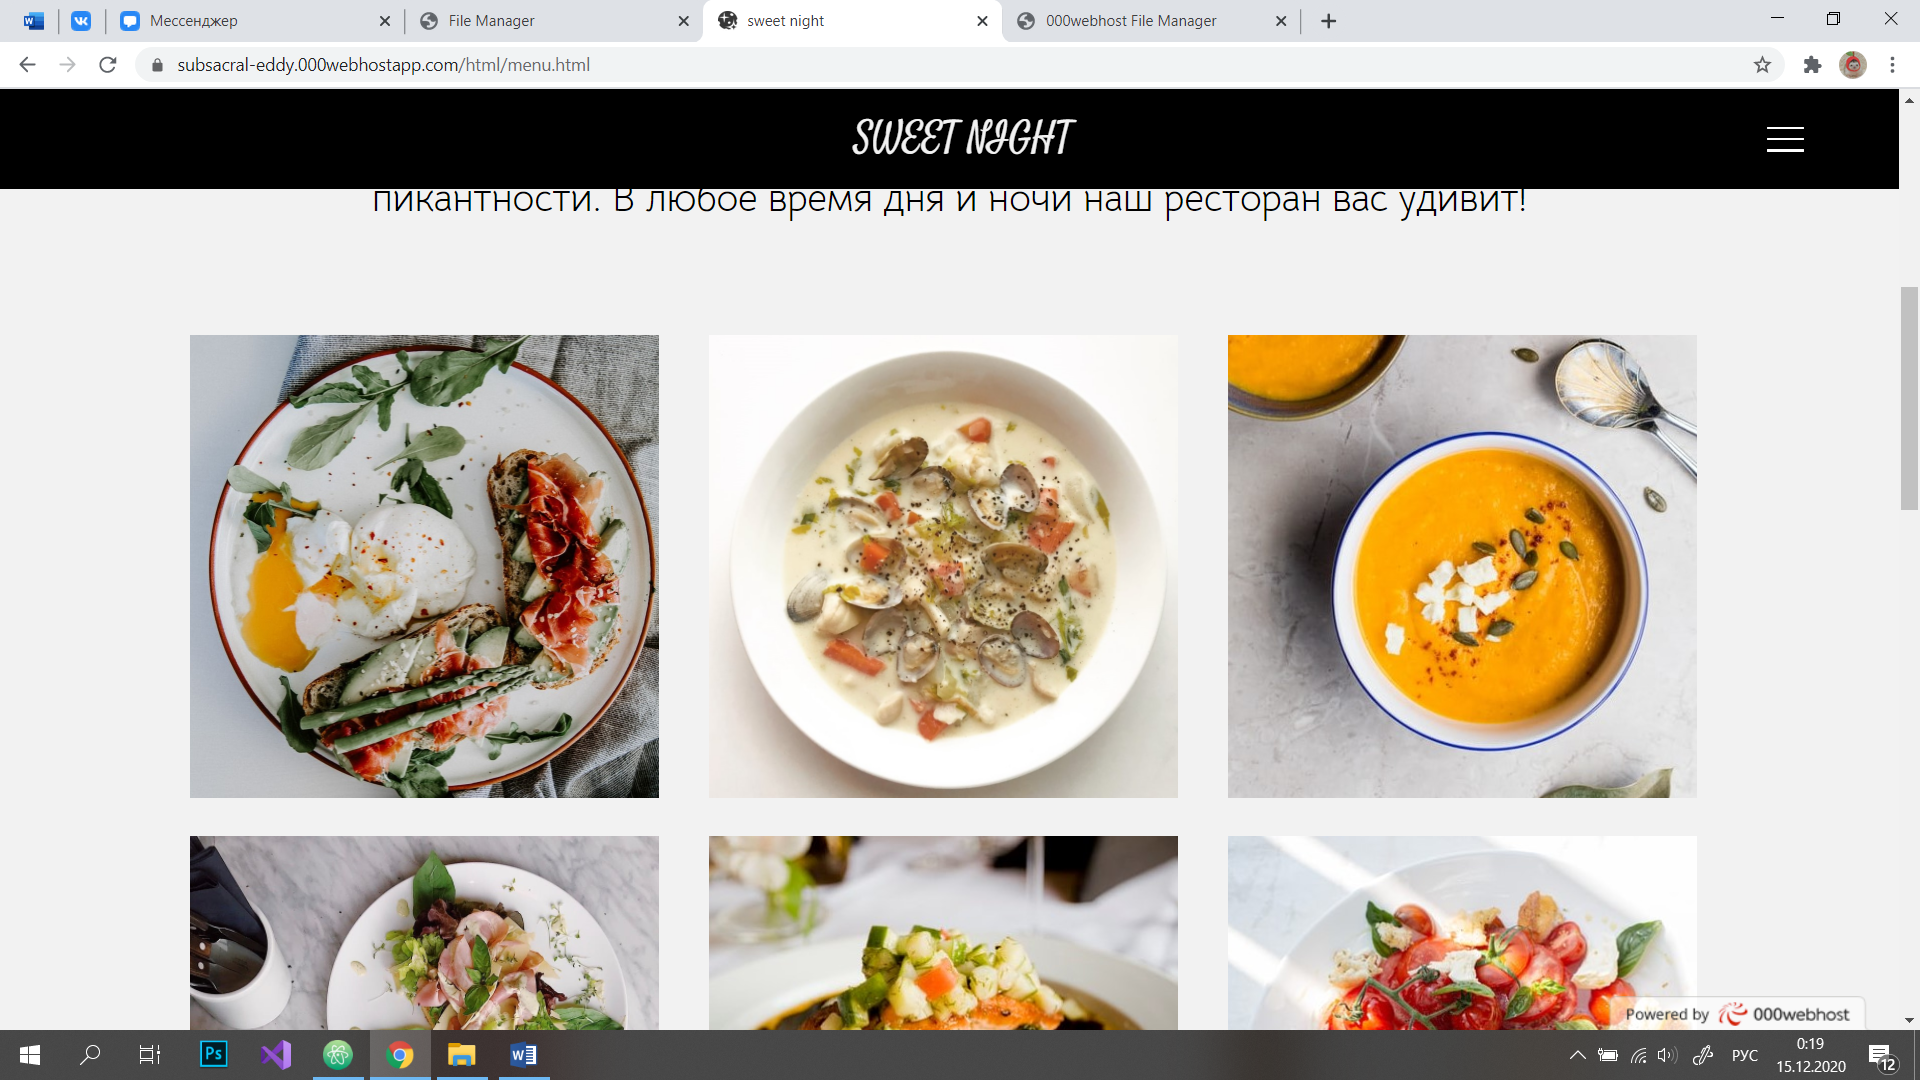 Мессенджер
File Manager
sweet night
000webhost File Manager
subsacral-eddy.000webhostapp.com/html/menu.html
SWEET NIGHT
пикантности. В любое время дня и ночи наш ресторан вас удивит!
Powered by 000webhost
Ps
РУС
0:19
15.12.2020
12